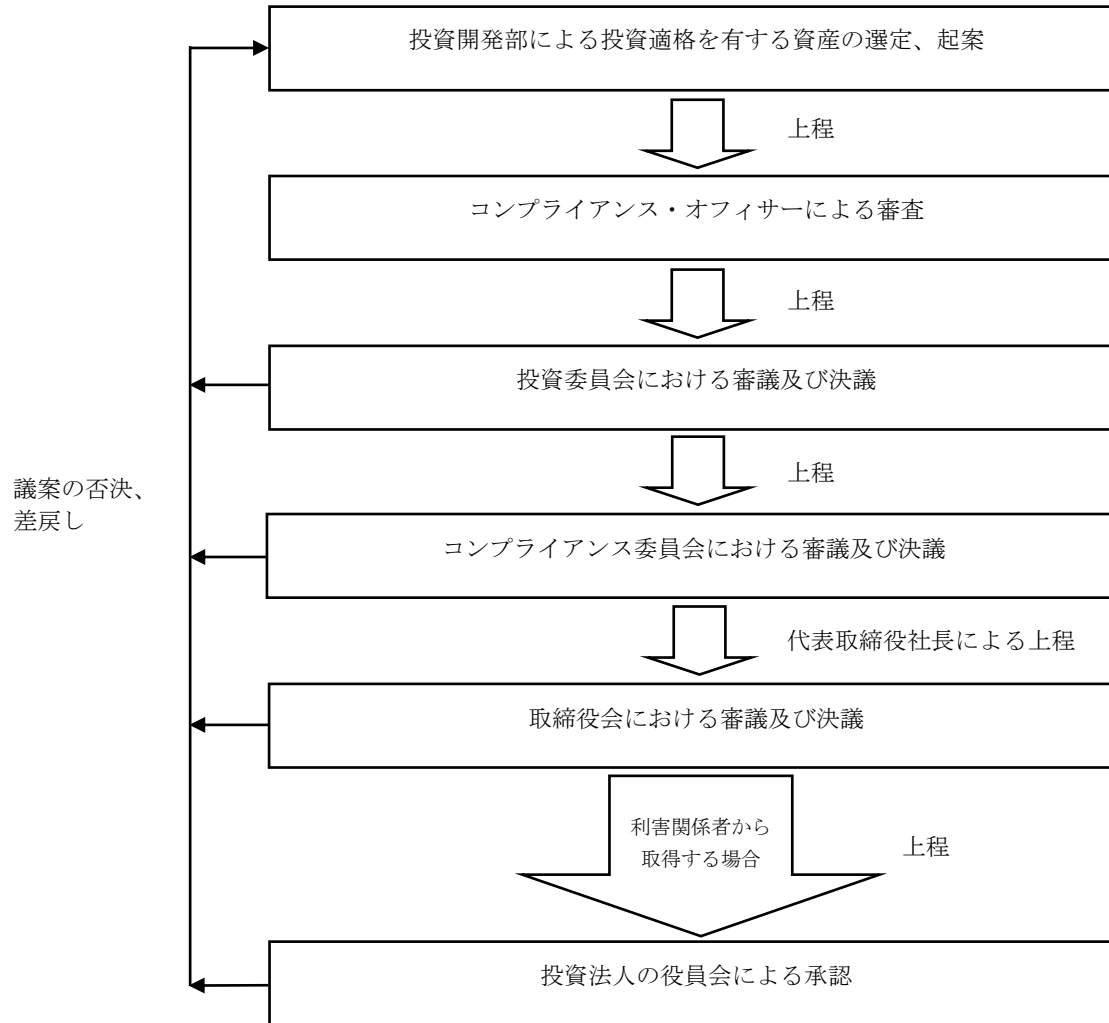 投資開発部による投資適格を有する資産の選定、起案
上程
コンプライアンス・オフィサーによる審査
上程
投資委員会における審議及び決議
上程
議案の否決、
差戻し
コンプライアンス委員会における審議及び決議
代表取締役社長による上程
取締役会における審議及び決議
利害関係者から
取得する場合
上程
投資法人の役員会による承認